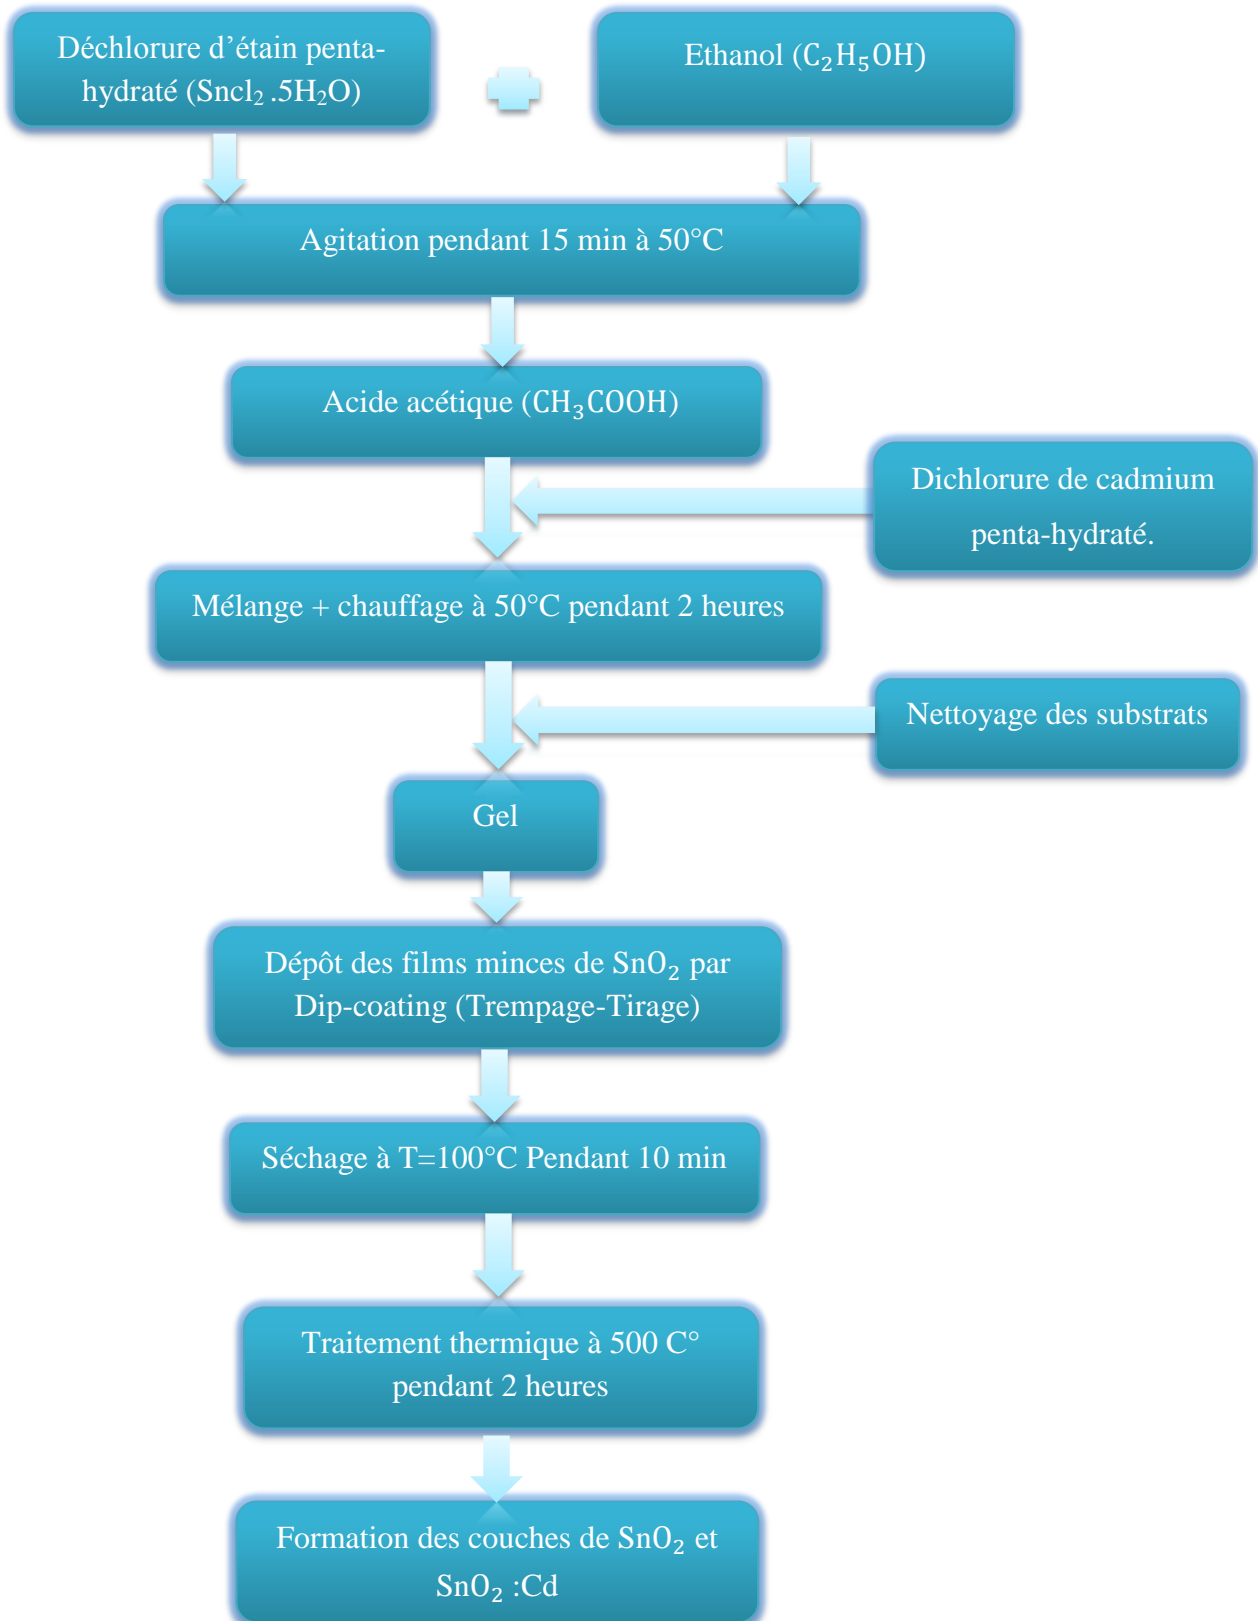 Déchlorure d’étain penta-
hydraté (Sncl₂ .5H₂O)
Ethanol (C₂H₅OH)
Agitation pendant 15 min à 50°C
Acide acétique (CH₃COOH)
Dichlorure de cadmium
penta-hydraté.
Mélange + chauffage à 50°C pendant 2 heures
Nettoyage des substrats
Gel
Dépôt des films minces de SnO₂ par
Dip-coating (Trempage-Tirage)
Séchage à T=100°C Pendant 10 min
Traitement thermique à 500 C°
pendant 2 heures
Formation des couches de SnO₂ et
SnO₂ :Cd